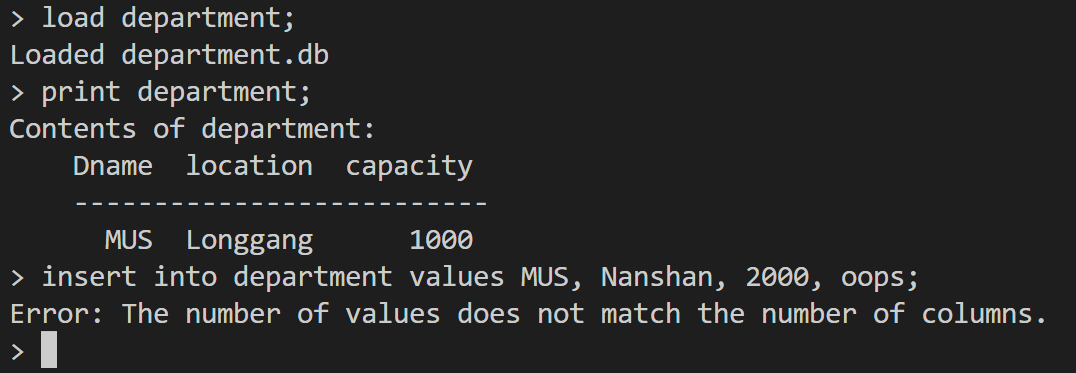 > load department;
Loaded department.db
> print department;
Contents of department:
    Dname  location  capacity
    --------------------------
      MUS  Longgang      1000
> insert into department values MUS, Nanshan, 2000, oops;
Error: The number of values does not match the number of columns.
>